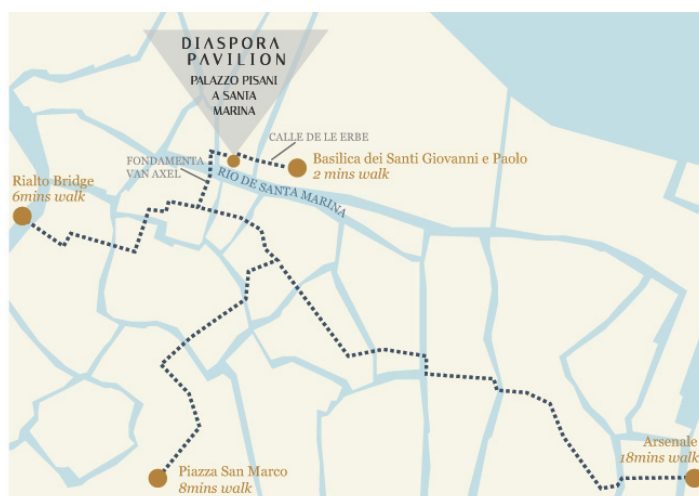 DIASPORA
PAVILION
PALAZZO PISANI
A SANTA
MARINA
CALLE DE LE ERBE
FONDAMENTA
VAN AXEL
Basilica dei Santi Giovanni e Paolo
2 mins walk
RIO DE SANTA MARINA
Rialto Bridge
6mins walk
Piazza San Marco
8mins walk
Arsenale
18mins walk